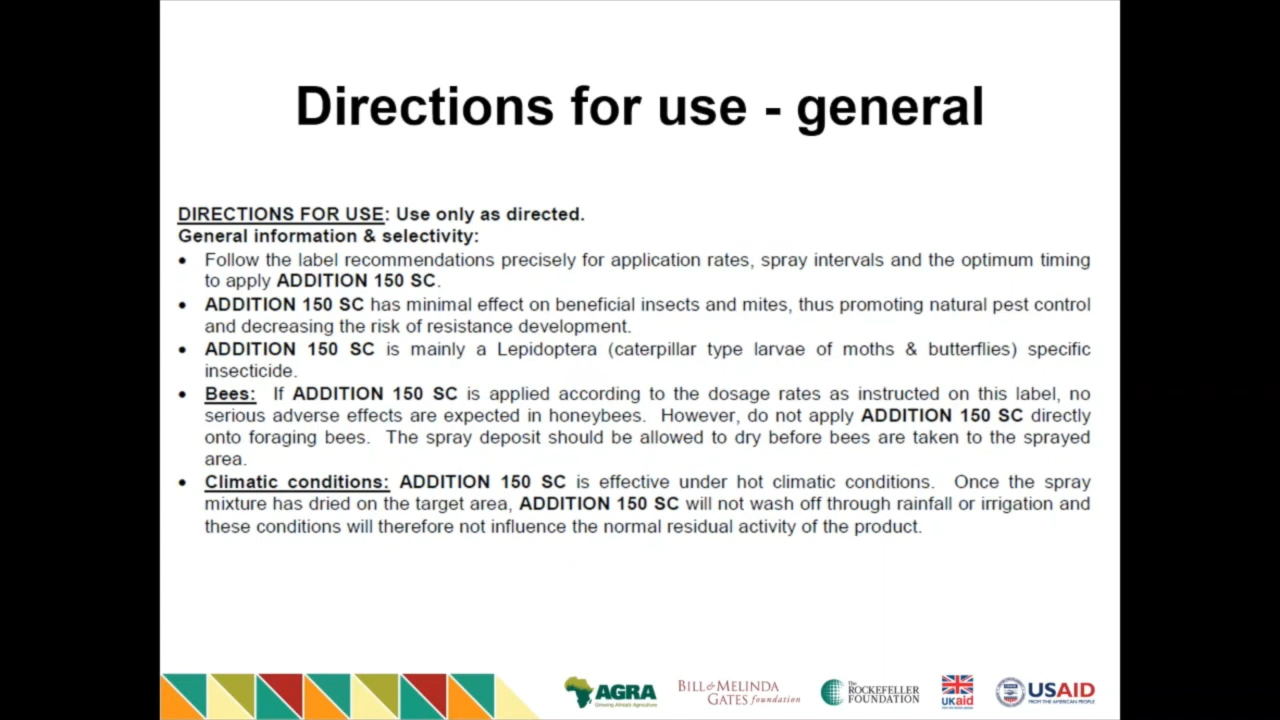 Directions for use - general
DIRECTIONS FOR USE: Use only as directed.
General information & selectivity:
• Follow the label recommendations precisely for application rates, spray intervals and the optimum timing
to apply ADDITION 150 SC.
• ADDITION 150 SC has minimal effect on beneficial insects and mites, thus promoting natural pest control
and decreasing the risk of resistance development.
• ADDITION 150 SC is mainly a Lepidoptera (caterpillar type larvae of moths & butterflies) specific
insecticide.
• Bees: If ADDITION 150 SC is applied according to the dosage rates as instructed on this label, no
serious adverse effects are expected in honeybees. However, do not apply ADDITION 150 SC directly
onto foraging bees. The spray deposit should be allowed to dry before bees are taken to the sprayed
area.
• Climatic conditions: ADDITION 150 SC is effective under hot climatic conditions. Once the spray
mixture has dried on the target area, ADDITION 150 SC will not wash off through rainfall or irrigation and
these conditions will therefore not influence the normal residual activity of the product.
AGRA
Growing Africa's Agriculture
BILL & MELINDA
GATES foundation
The
ROCKEFELLER
FOUNDATION
UKaid
USAID
FROM THE AMERICAN PEOPLE